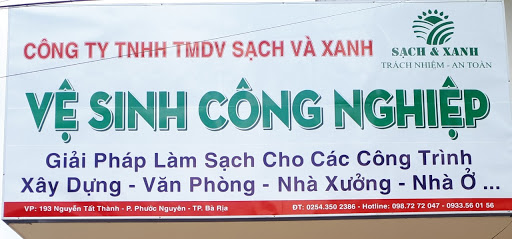 CÔNG TY TNHH TMDV SẠCH VÀ XANH
SẠCH & XANH
TRÁCH NHIỆM - AN TOÀN
VỆ SINH CÔNG NGHIỆP
Giải Pháp Làm Sạch Cho Các Công Trình
Xây Dựng - Văn Phòng - Nhà Xưởng - Nhà Ở ...
VP: 193 Nguyễn Tất Thành - P. Phước Nguyên - TP. Bà Rịa ĐT: 0254.350 2386 - Hotline: 098.72 72 047 - 0933.56 01 56